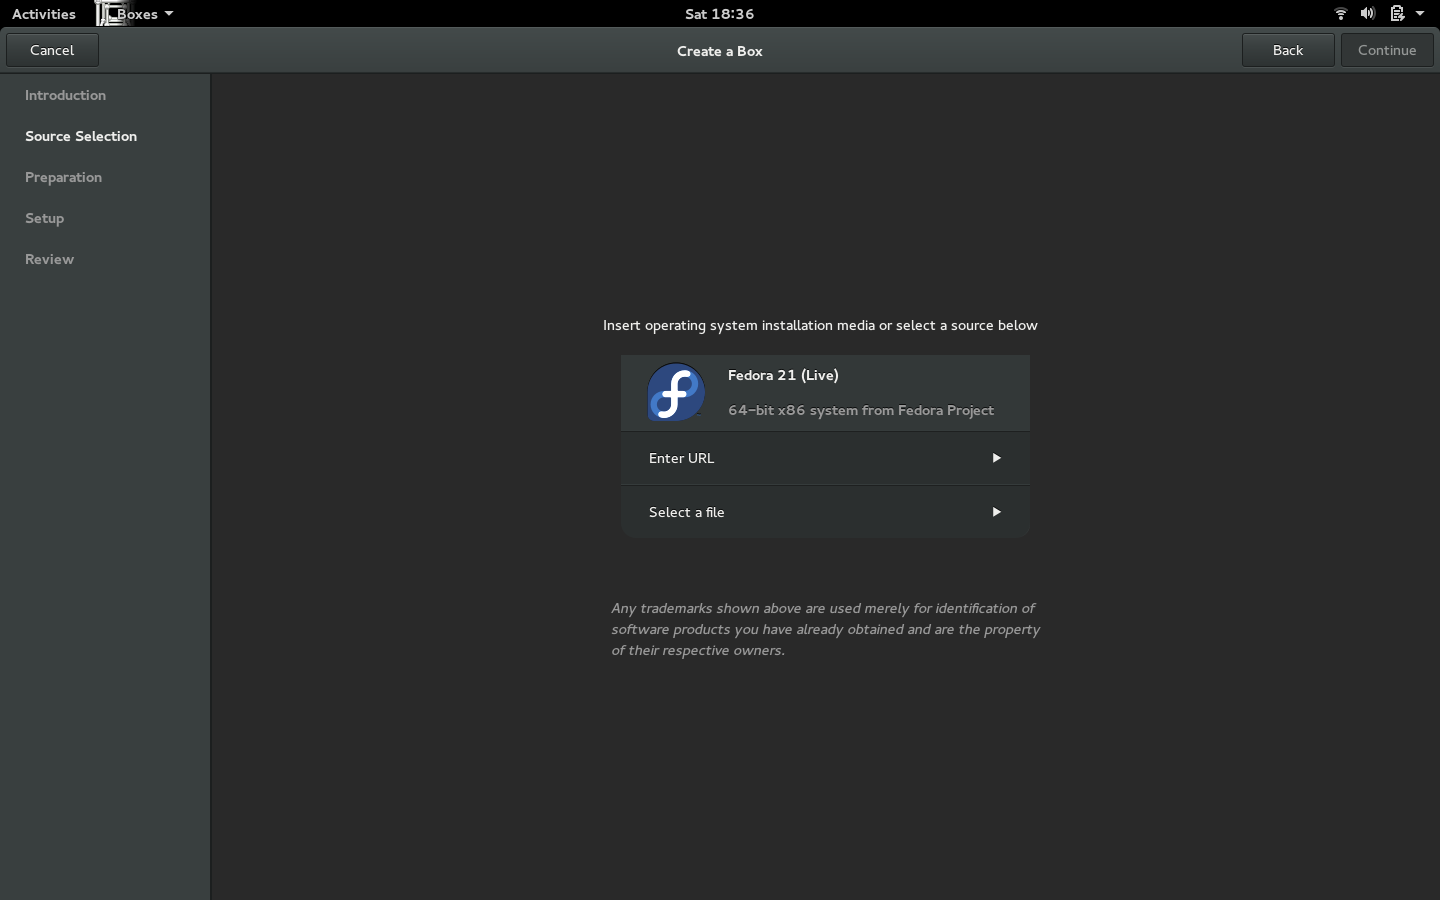 Activities
Boxes
Sat 18:36
Cancel
Create a Box
Back
Continue
Introduction
Source Selection
Preparation
Setup
Review
Insert operating system installation media or select a source below
Fedora 21 (Live)
64-bit x86 system from Fedora Project
Enter URL
Select a file
Any trademarks shown above are used merely for identification of
software products you have already obtained and are the property
of their respective owners.